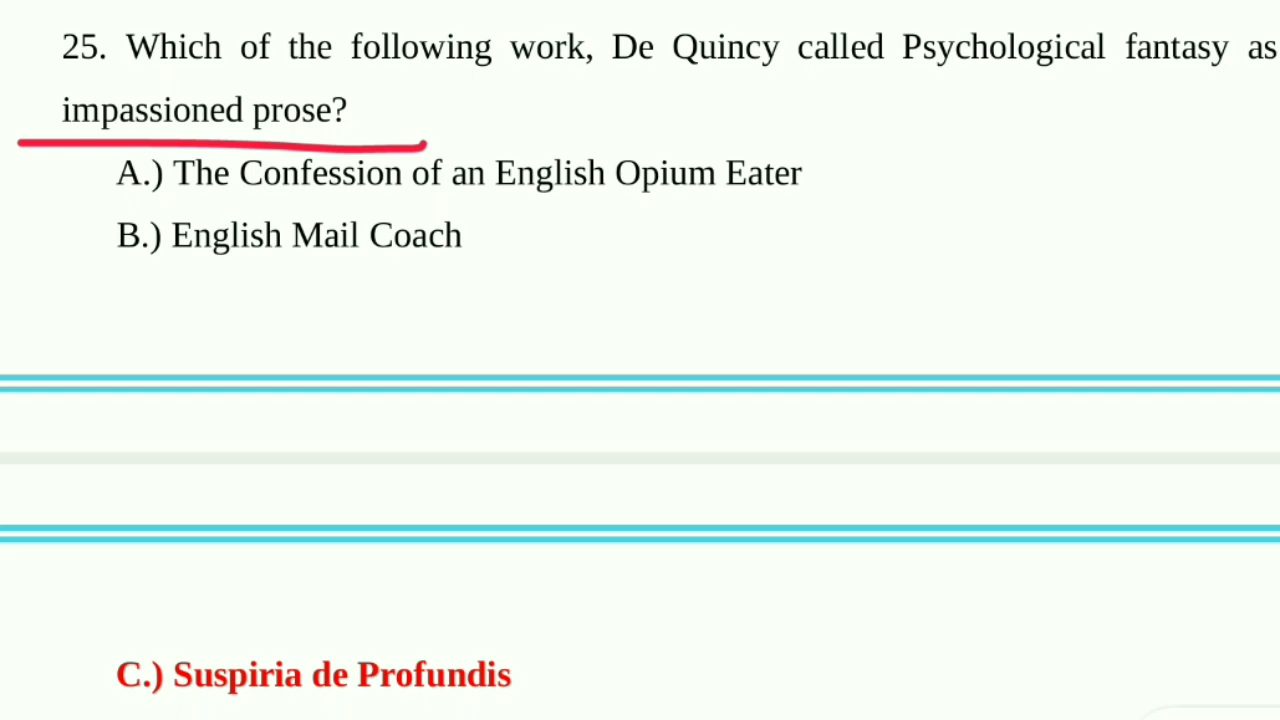 25. Which of the following work, De Quincy called Psychological fantasy as
impassioned prose?
A.) The Confession of an English Opium Eater
B.) English Mail Coach
C.) Suspiria de Profundis